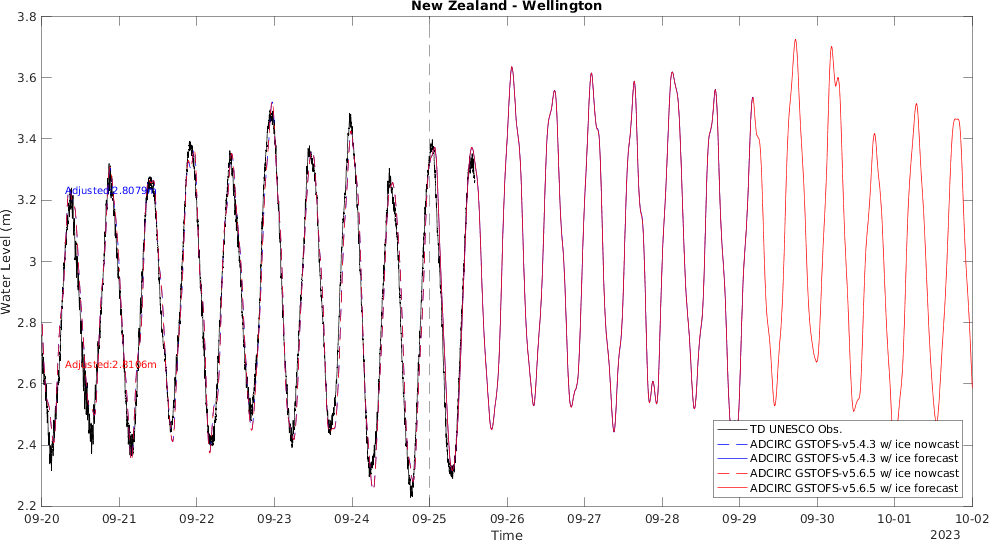 New Zealand - Wellington
3.8
3.6
3.4
3.2
3
2.8
2.6
2.4
2.2
Water Level (m)
Adjusted:2.8079m
Adjusted:2.8106m
TD UNESCO Obs.
ADCIRC GSTOFS-v5.4.3 w/ ice nowcast
ADCIRC GSTOFS-v5.4.3 w/ ice forecast
ADCIRC GSTOFS-v5.6.5 w/ ice nowcast
ADCIRC GSTOFS-v5.6.5 w/ ice forecast
09-20 09-21 09-22 09-23 09-24 09-25 09-26 09-27 09-28 09-29 09-30 10-01 10-02
Time
2023